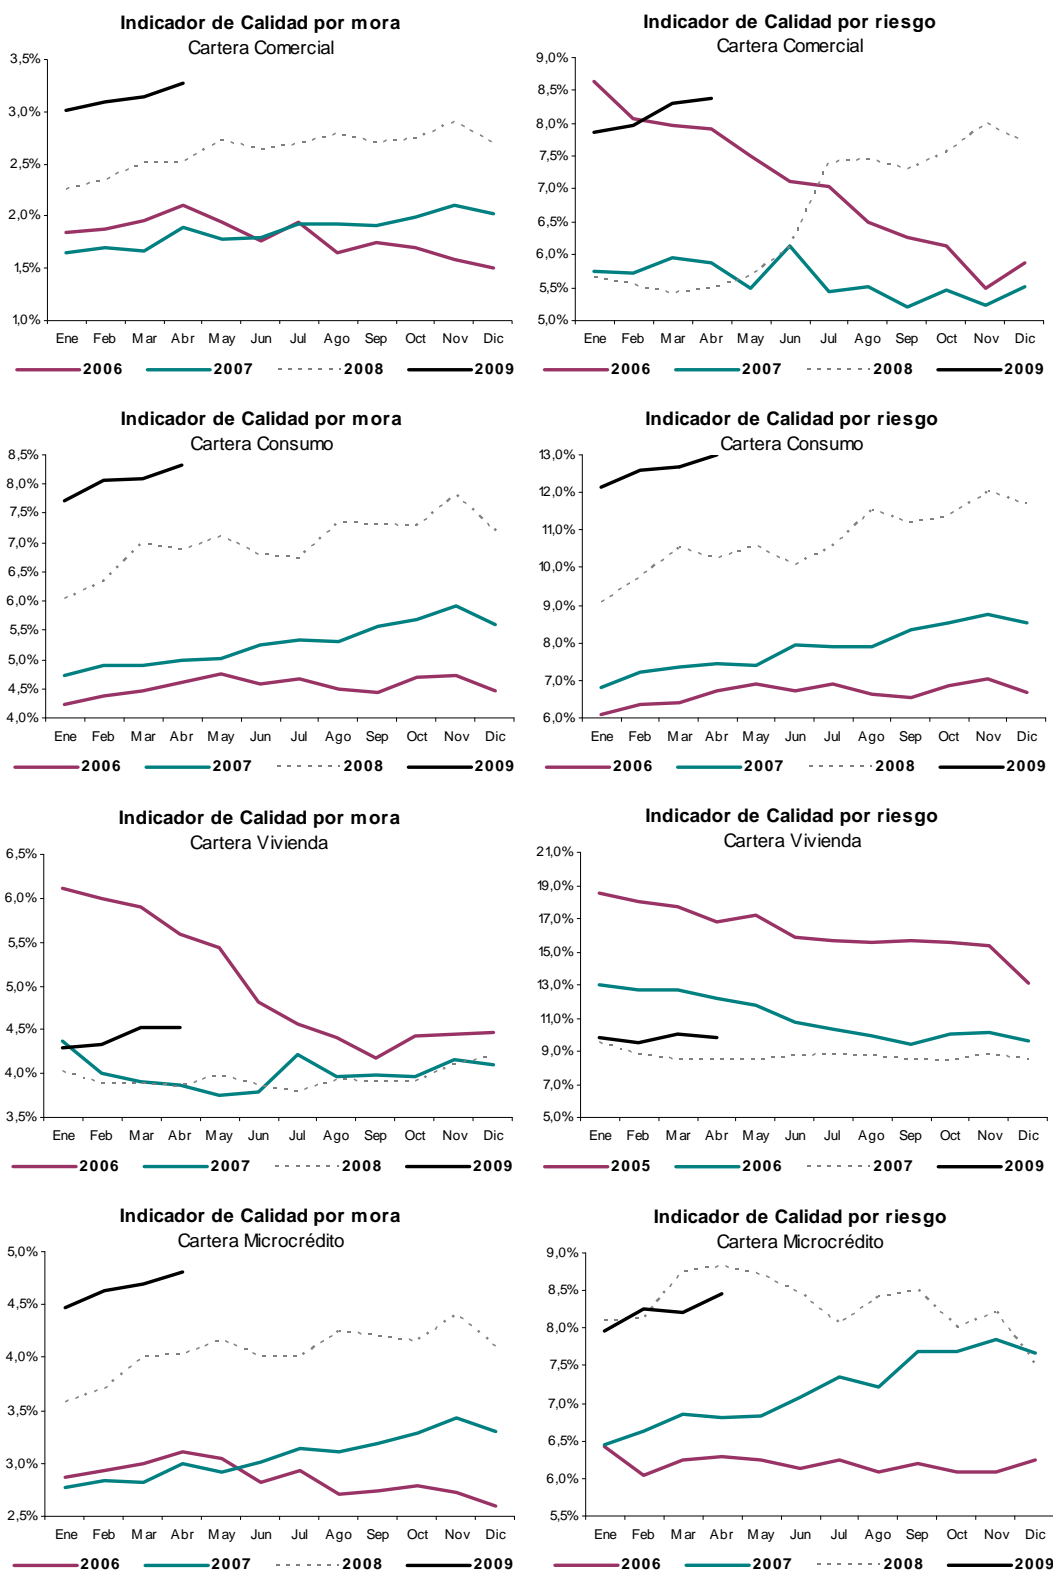 Indicador de Calidad por mora
Cartera Comercial
3,5%
3,0%
2,5%
2,0%
1,5%
1,0%
Ene Feb Mar Abr May Jun Jul Ago Sep Oct Nov Dic
2006 2007 2008 2009
Indicador de Calidad por riesgo
Cartera Comercial
9,0%
8,5%
8,0%
7,5%
7,0%
6,5%
6,0%
5,5%
5,0%
Ene Feb Mar Abr May Jun Jul Ago Sep Oct Nov Dic
2006 2007 2008 2009
Indicador de Calidad por mora
Cartera Consumo
8,5%
8,0%
7,5%
7,0%
6,5%
6,0%
5,5%
5,0%
4,5%
4,0%
Ene Feb Mar Abr May Jun Jul Ago Sep Oct Nov Dic
2006 2007 2008 2009
Indicador de Calidad por riesgo
Cartera Consumo
13,0%
12,0%
11,0%
10,0%
9,0%
8,0%
7,0%
6,0%
Ene Feb Mar Abr May Jun Jul Ago Sep Oct Nov Dic
2006 2007 2008 2009
Indicador de Calidad por mora
Cartera Vivienda
6,5%
6,0%
5,5%
5,0%
4,5%
4,0%
3,5%
Ene Feb Mar Abr May Jun Jul Ago Sep Oct Nov Dic
2006 2007 2008 2009
Indicador de Calidad por riesgo
Cartera Vivienda
21,0%
19,0%
17,0%
15,0%
13,0%
11,0%
9,0%
7,0%
5,0%
Ene Feb Mar Abr May Jun Jul Ago Sep Oct Nov Dic
2005 2006 2007 2009
Indicador de Calidad por mora
Cartera Microcrédito
5,0%
4,5%
4,0%
3,5%
3,0%
2,5%
Ene Feb Mar Abr May Jun Jul Ago Sep Oct Nov Dic
2006 2007 2008 2009
Indicador de Calidad por riesgo
Cartera Microcrédito
9,0%
8,5%
8,0%
7,5%
7,0%
6,5%
6,0%
5,5%
Ene Feb Mar Abr May Jun Jul Ago Sep Oct Nov Dic
2006 2007 2008 2009